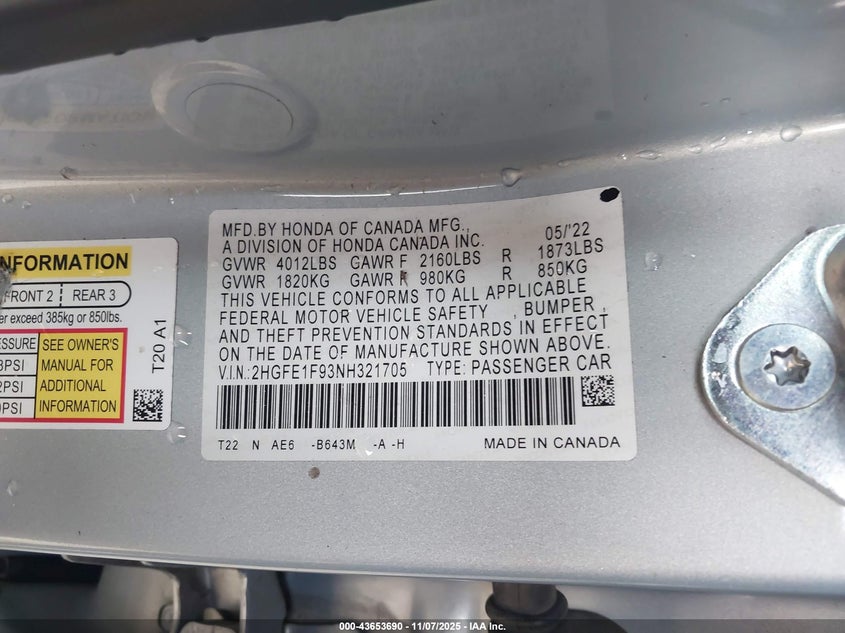 MFD.BY HONDA OF CANADA MFG.,
A DIVISION OF HONDA CANADA INC.
05/'22
GVWR 4012LBS GAWR F 2160LBS R 1873LBS
GVWR 1820KG GAWR F 980KG R 850KG
THIS VEHICLE CONFORMS TO ALL APPLICABLE
FEDERAL MOTOR VEHICLE SAFETY , BUMPER ,
AND THEFT PREVENTION STANDARDS IN EFFECT
ON THE DATE OF MANUFACTURE SHOWN ABOVE.
V.I.N.:2HGFE1F93NH321705 TYPE: PASSENGER CAR
T22 N AE6 -B643M -A -H MADE IN CANADA
INFORMATION
FRONT 2 REAR 3
exceed 385kg or 850lbs.
SEE OWNER'S
MANUAL FOR
ADDITIONAL
INFORMATION
PSI
PSI
PSI
T20 A1
000-43653690 - 11/07/2025 - IAA Inc.